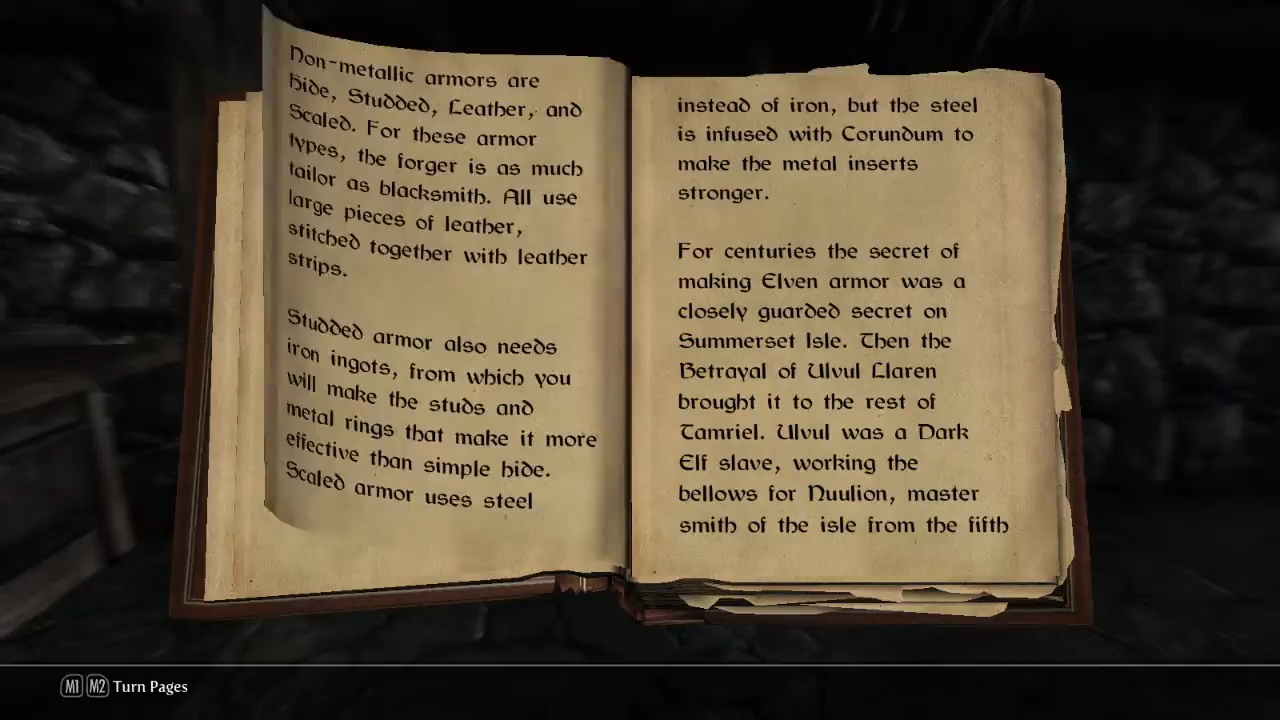 Non-metallic armors are
Hide, Studded, Leather, and
Scaled. For these armor
types, the forger is as much
tailor as blacksmith. All use
large pieces of leather,
stitched together with leather
strips.
Studded armor also needs
iron ingots, from which you
will make the studs and
metal rings that make it more
effective than simple hide.
Scaled armor uses steel
instead of iron, but the steel
is infused with Corundum to
make the metal inserts
stronger.
For centuries the secret of
making Elven armor was a
closely guarded secret on
Summerset Isle. Then the
Betrayal of Ulvul Llaren
brought it to the rest of
Tamriel. Ulvul was a Dark
Elf slave, working the
bellows for Nuulion, master
smith of the isle from the fifth
M1 M2 Turn Pages